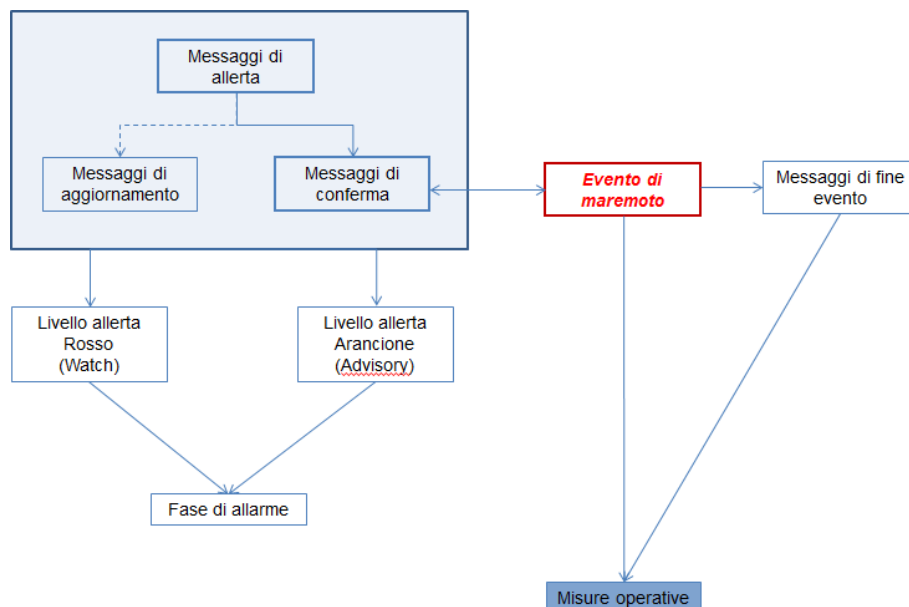 Messaggi di
allerta
Messaggi di
aggiornamento
Messaggi di
conferma
Evento di
maremoto
Messaggi di fine
evento
Livello allerta
Rosso
(Watch)
Livello allerta
Arancione
(Advisory)
Fase di allarme
Misure operative